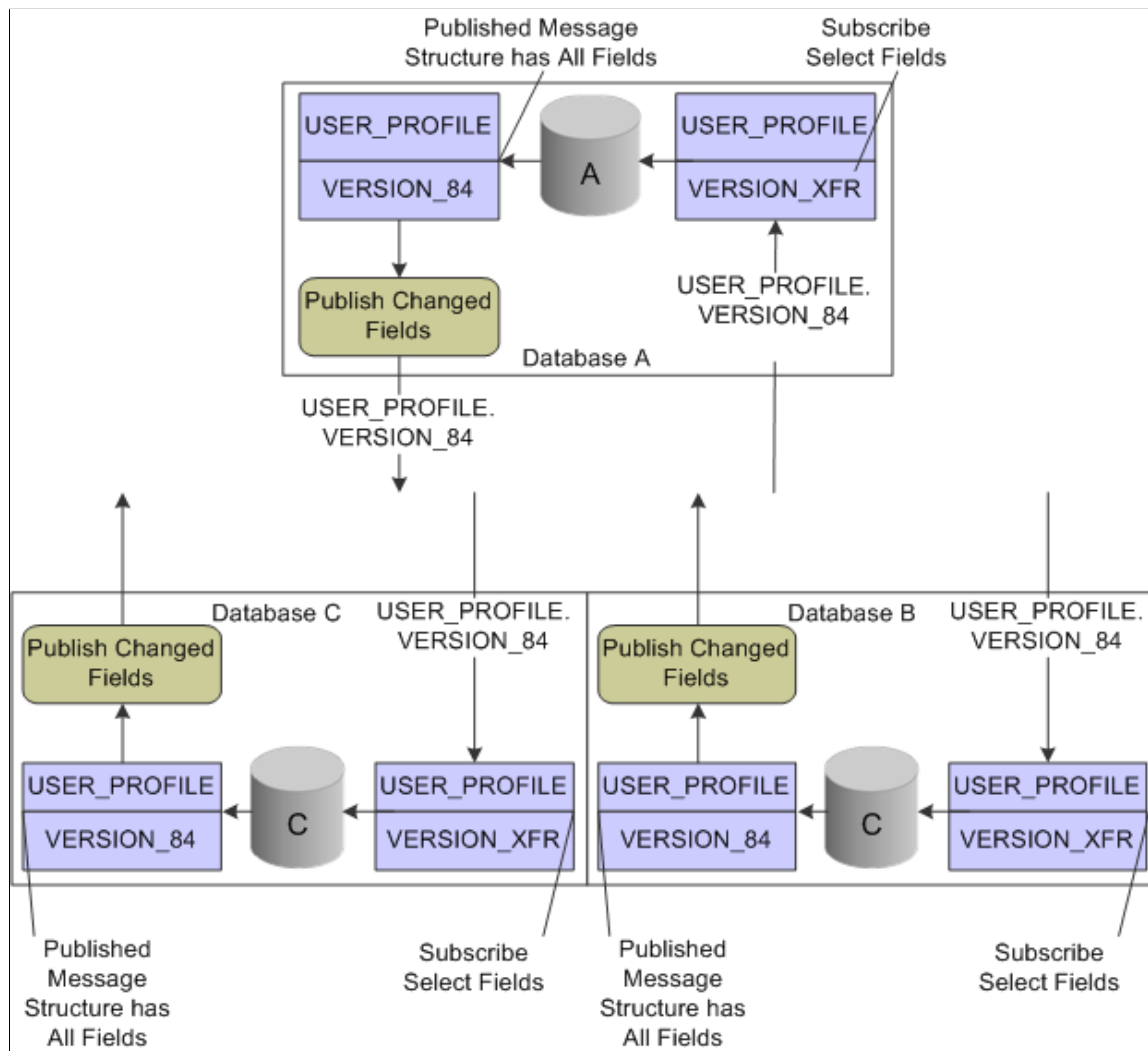 Published Message
Structure has All Fields
Subscribe
Select Fields
USER_PROFILE
VERSION_84
A
USER_PROFILE
VERSION_XFR
Publish Changed
Fields
USER_PROFILE.
VERSION_84
Database A
USER_PROFILE.
VERSION_84
Database C
USER_PROFILE.
VERSION_84
Publish Changed
Fields
USER_PROFILE
VERSION_84
C
USER_PROFILE
VERSION_XFR
Published
Message
Structure has
All Fields
Subscribe
Select Fields
Database B
USER_PROFILE.
VERSION_84
Publish Changed
Fields
USER_PROFILE
VERSION_84
C
USER_PROFILE
VERSION_XFR
Published
Message
Structure has
All Fields
Subscribe
Select Fields